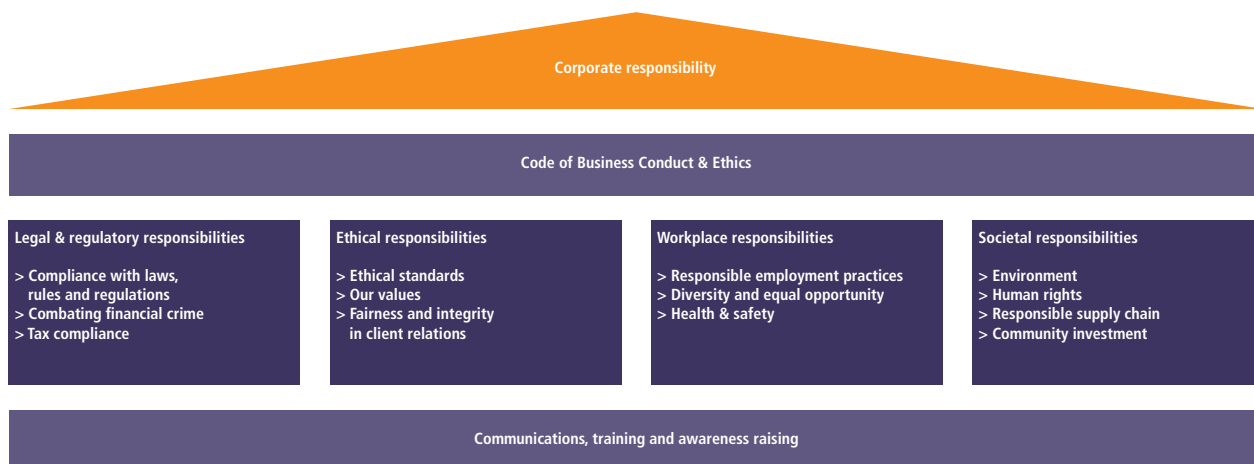 Corporate responsibility
Code of Business Conduct & Ethics
Legal & regulatory responsibilities
> Compliance with laws,
rules and regulations
> Combating financial crime
> Tax compliance
Ethical responsibilities
> Ethical standards
> Our values
> Fairness and integrity
in client relations
Workplace responsibilities
> Responsible employment practices
> Diversity and equal opportunity
> Health & safety
Societal responsibilities
> Environment
> Human rights
> Responsible supply chain
> Community investment
Communications, training and awareness raising